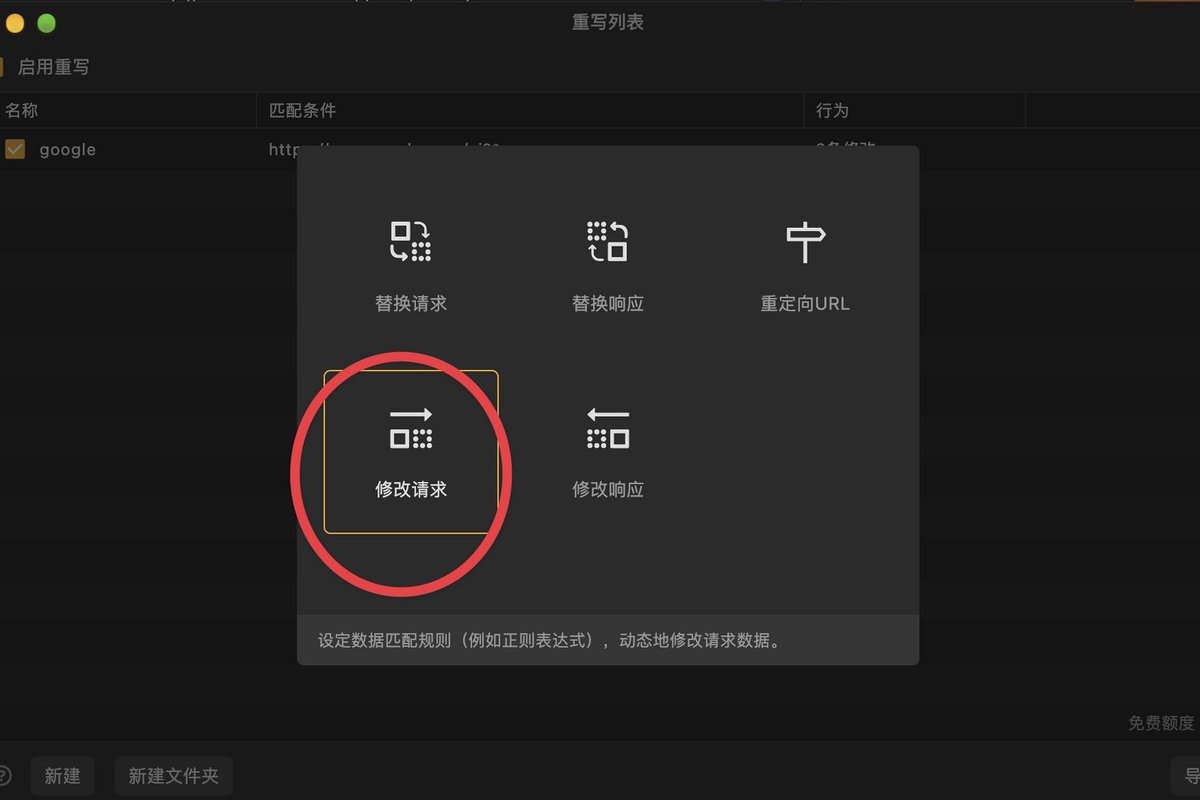 重写列表
启用重写
名称 匹配条件 行为
google
替换请求 替换响应 重定向URL
修改请求 修改响应
设定数据匹配规则（例如正则表达式），动态地修改请求数据。
免费额度
新建 新建文件夹